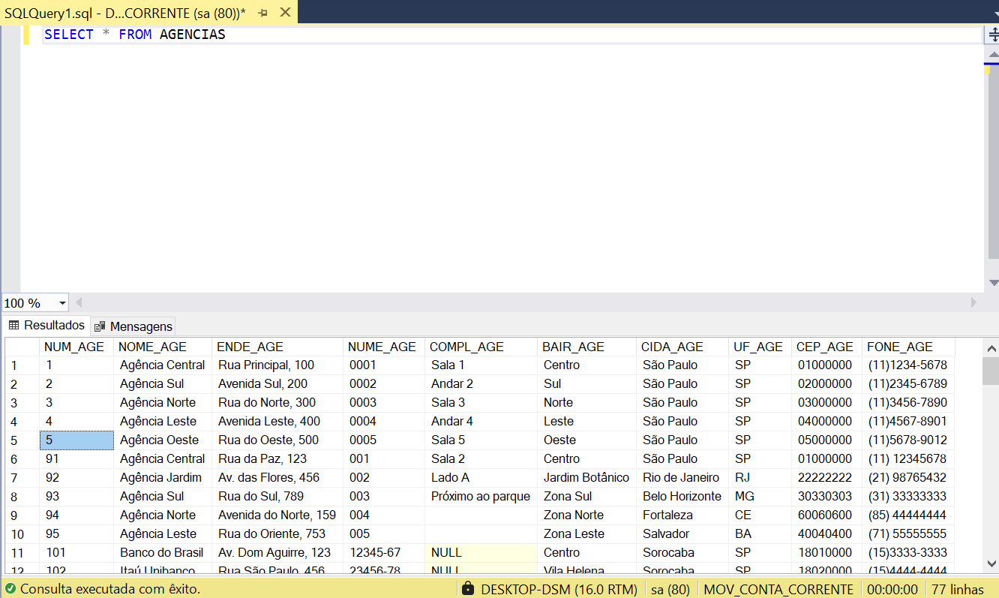 SQLQuery1.sql - D...CORRENTE (sa (80))*
SELECT * FROM AGENCIAS
100 %
Resultados Mensagens
NUM_AGE NOME_AGE ENDE_AGE NUME_AGE COMPL_AGE BAIR_AGE CIDA_AGE UF_AGE CEP_AGE FONE_AGE
1 1 Agência Central Rua Principal, 100 0001 Sala 1 Centro São Paulo SP 01000000 (11)1234-5678
2 2 Agência Sul Avenida Sul, 200 0002 Andar 2 Sul São Paulo SP 02000000 (11)2345-6789
3 3 Agência Norte Rua do Norte, 300 0003 Sala 3 Norte São Paulo SP 03000000 (11)3456-7890
4 4 Agência Leste Avenida Leste, 400 0004 Andar 4 Leste São Paulo SP 04000000 (11)4567-8901
5 5 Agência Oeste Rua do Oeste, 500 0005 Sala 5 Oeste São Paulo SP 05000000 (11)5678-9012
6 91 Agência Central Rua da Paz, 123 001 Sala 2 Centro São Paulo SP 01000000 (11) 12345678
7 92 Agência Jardim Av. das Flores, 456 002 Lado A Jardim Botânico Rio de Janeiro RJ 22222222 (21) 98765432
8 93 Agência Sul Rua do Sul, 789 003 Próximo ao parque Zona Sul Belo Horizonte MG 30330303 (31) 33333333
9 94 Agência Norte Avenida do Norte, 159 004 Zona Norte Fortaleza CE 60060600 (85) 44444444
10 95 Agência Leste Rua do Oriente, 753 005 Zona Leste Salvador BA 40040400 (71) 55555555
11 101 Banco do Brasil Av. Dom Aguirre, 123 12345-67 NULL Centro Sorocaba SP 18010000 (15)3333-3333
12 102 Itaú Unibanco Rua São Paulo, 456 23456-78 NULL Vila Helena Sorocaba SP 18020000 (15)4444-4444
Consulta executada com êxito. DESKTOP-DSM (16.0 RTM) sa (80) MOV_CONTA_CORRENTE 00:00:00 77 linhas